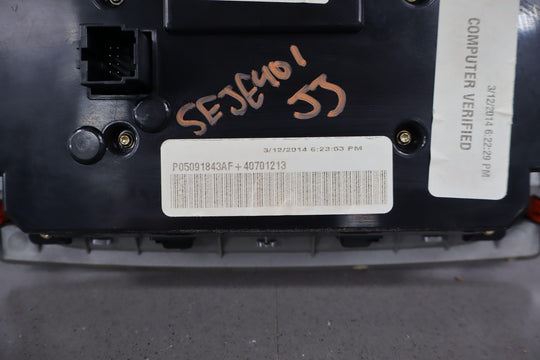 SEJE401
JJ
3/12/2014 6:23:03 PM
P05091843AF+40701213
COMPUTER VERIFIED
3/12/2014 6:22:29 PM